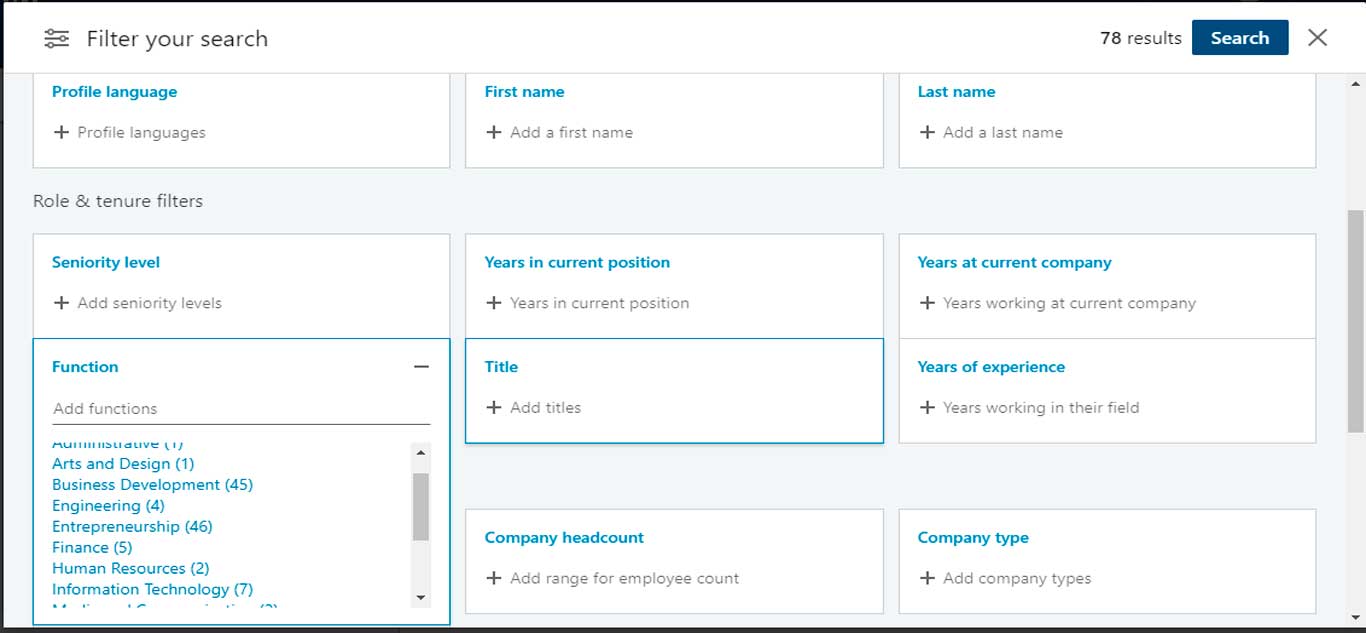 Filter your search
78 results
Search
Profile language
+ Profile languages
First name
+ Add a first name
Last name
+ Add a last name
Role & tenure filters
Seniority level
+ Add seniority levels
Years in current position
+ Years in current position
Years at current company
+ Years working at current company
Function
Add functions
Administrative (1)
Arts and Design (1)
Business Development (45)
Engineering (4)
Entrepreneurship (46)
Finance (5)
Human Resources (2)
Information Technology (7)
Title
+ Add titles
Years of experience
+ Years working in their field
Company headcount
+ Add range for employee count
Company type
+ Add company types